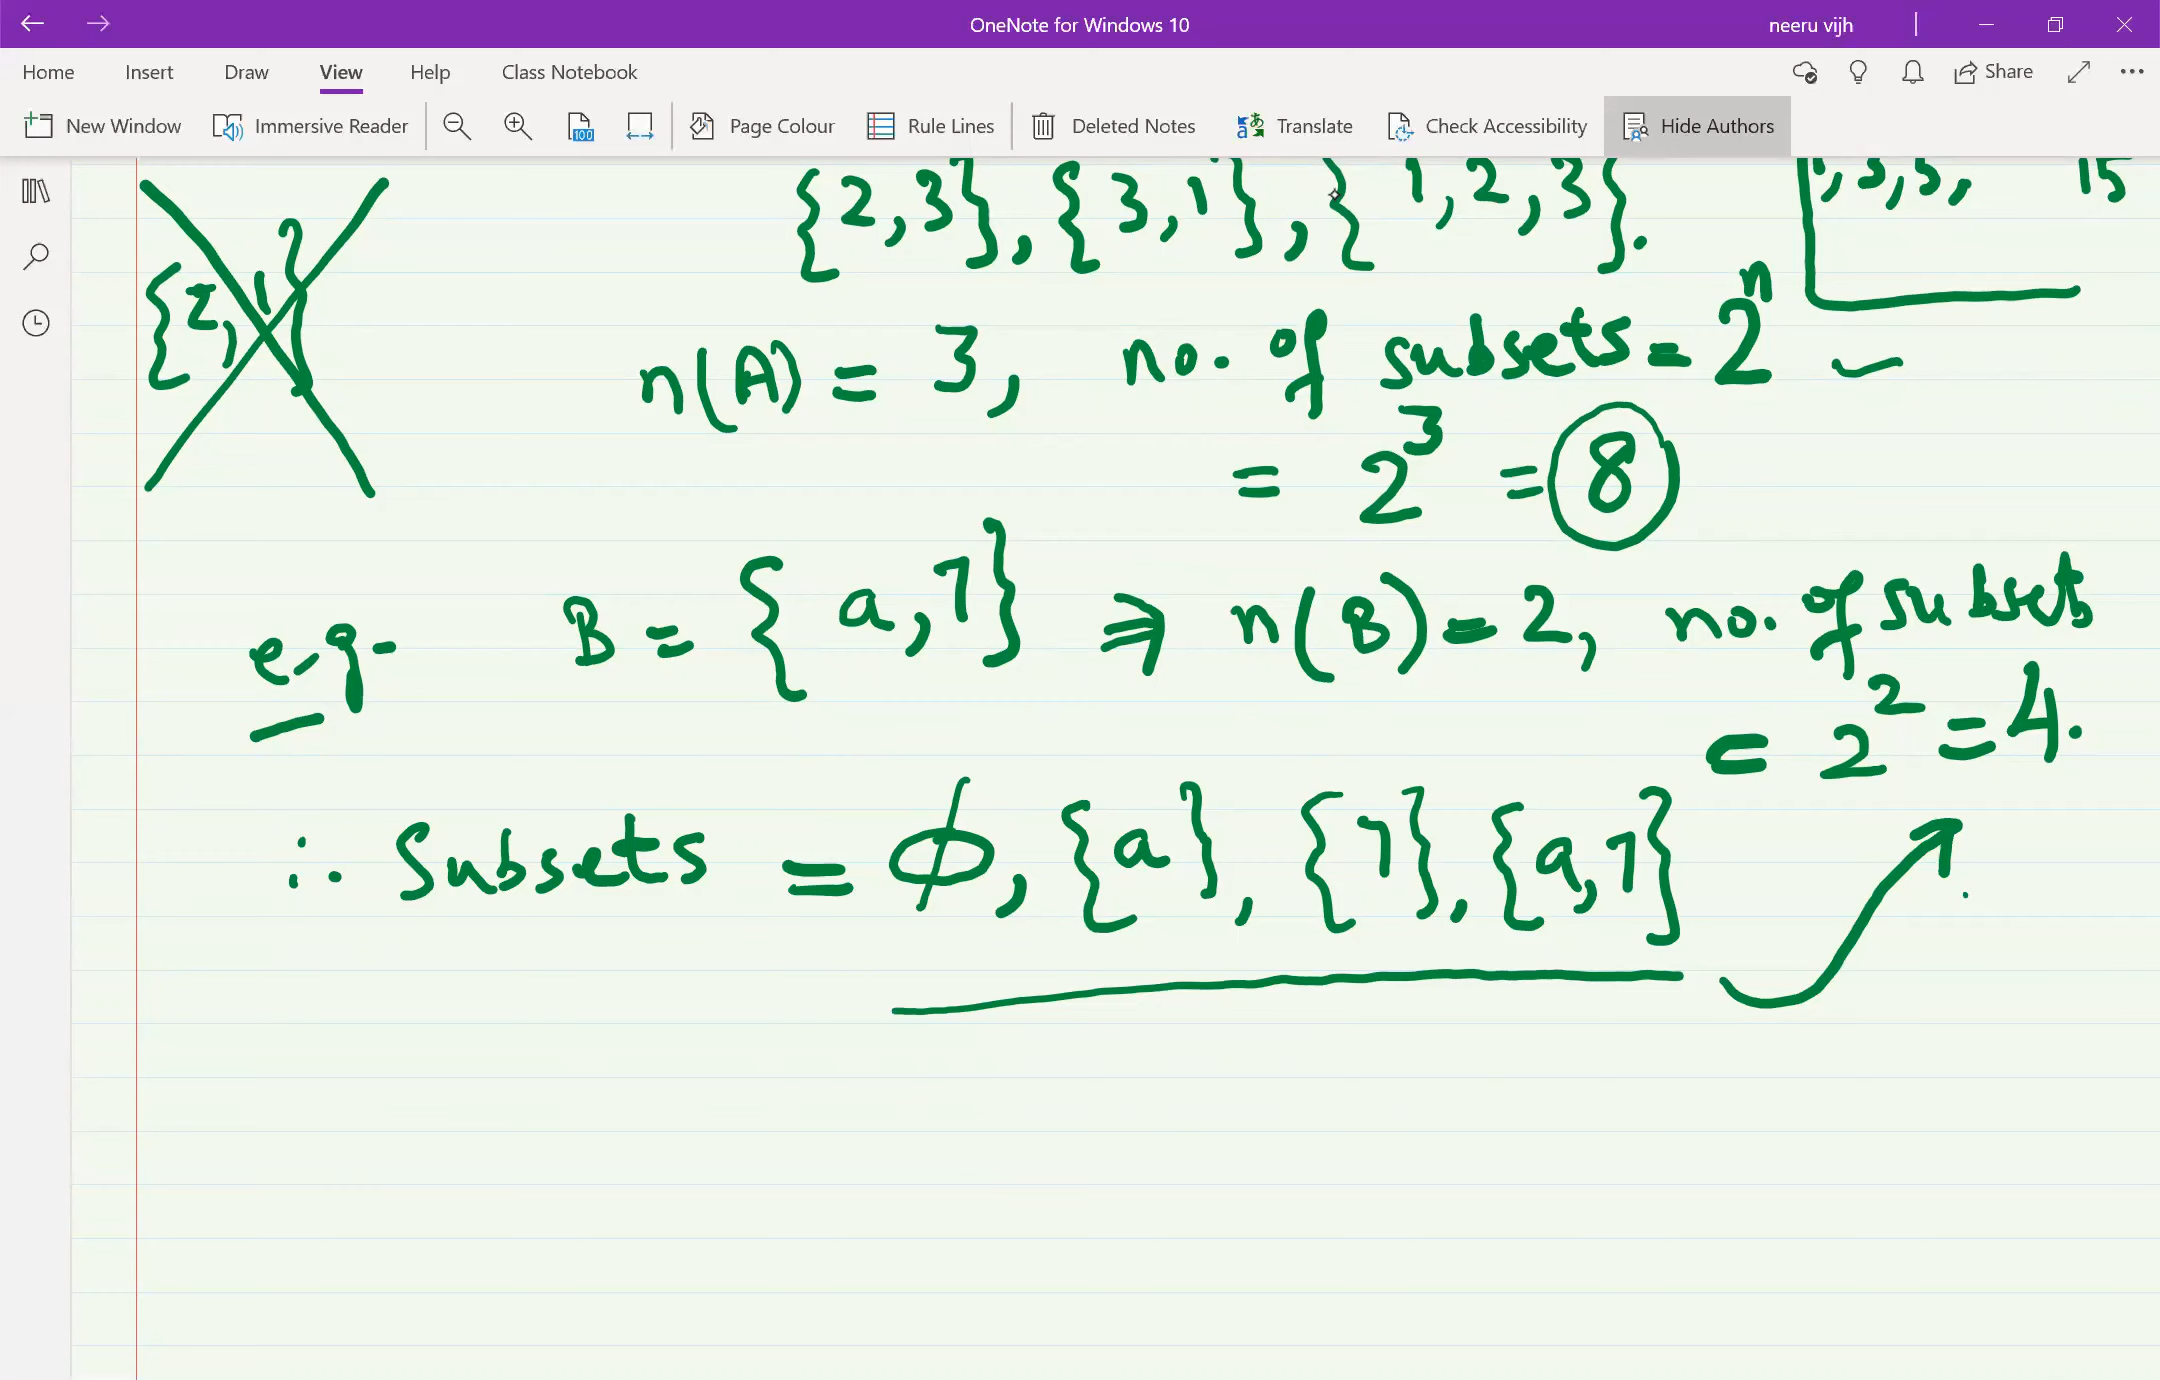 OneNote for Windows 10
neeru vijh
Home Insert Draw View Help Class Notebook
Share
New Window Immersive Reader Page Colour Rule Lines Deleted Notes Translate Check Accessibility Hide Authors
{2,3}, {3,1}, {1,2,3}.
15
{2,1}
n(A) = 3, no. of subsets = 2^n
= 2^3 = 8
e.g. B = {a,7} ⇒ n(B) = 2, no. of subsets
= 2^2 = 4.
∴ Subsets = ϕ, {a}, {7}, {a,7}